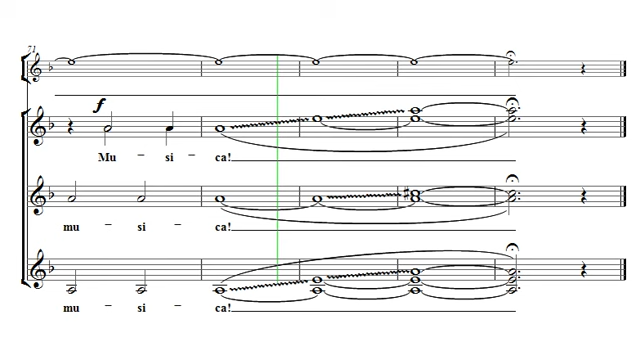 71
f
Mu – si – ca!
mu – si – ca!
mu – si – ca!